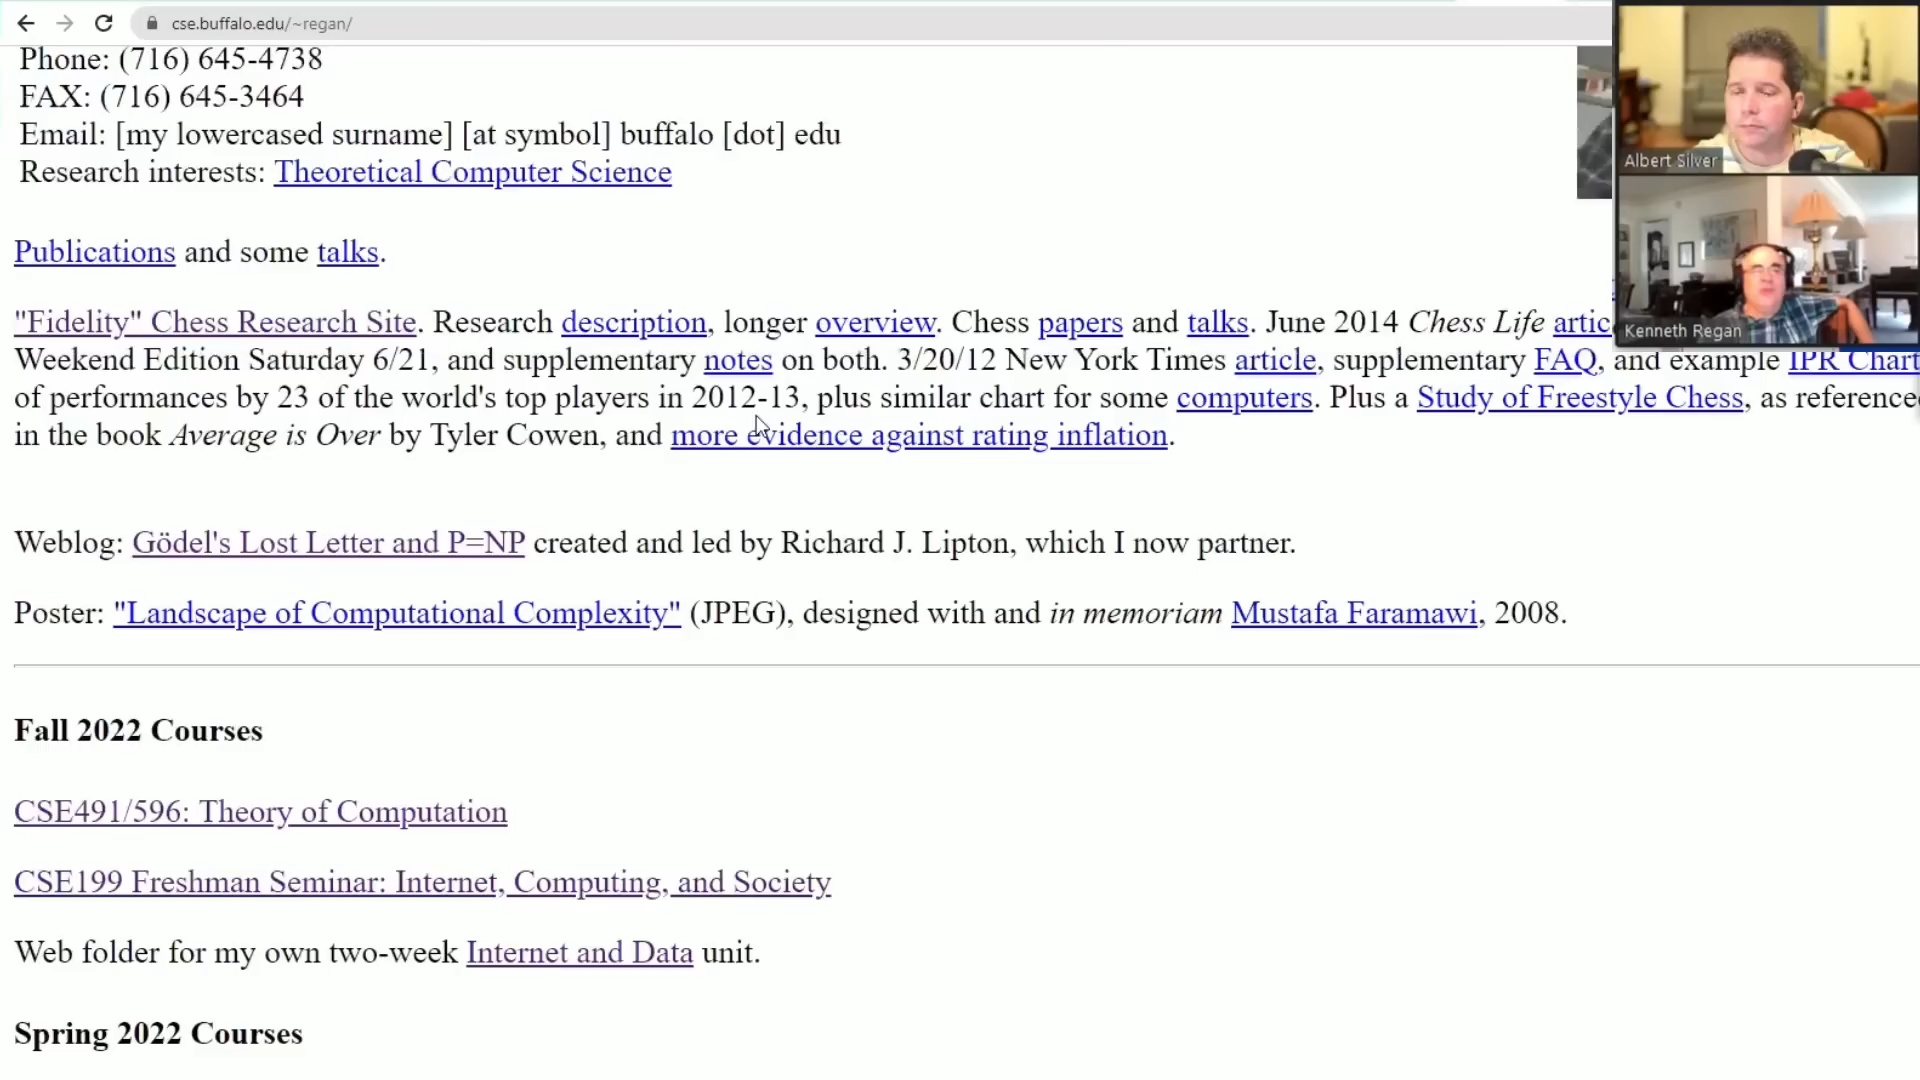 cse.buffalo.edu/~regan/
Phone: (716) 645-4738
FAX: (716) 645-3464
Email: [my lowercased surname] [at symbol] buffalo [dot] edu
Research interests: Theoretical Computer Science
Albert Silver
Publications and some talks.
"Fidelity" Chess Research Site. Research description, longer overview. Chess papers and talks. June 2014 Chess Life
Kenneth Regan
Weekend Edition Saturday 6/21, and supplementary notes on both. 3/20/12 New York Times article, supplementary FAQ, and example IPR Chart
of performances by 23 of the world's top players in 2012-13, plus similar chart for some computers. Plus a Study of Freestyle Chess, as reference
in the book Average is Over by Tyler Cowen, and more evidence against rating inflation.
Weblog: Gödel's Lost Letter and P=NP created and led by Richard J. Lipton, which I now partner.
Poster: "Landscape of Computational Complexity" (JPEG), designed with and in memoriam Mustafa Faramawi, 2008.
Fall 2022 Courses
CSE491/596: Theory of Computation
CSE199 Freshman Seminar: Internet, Computing, and Society
Web folder for my own two-week Internet and Data unit.
Spring 2022 Courses